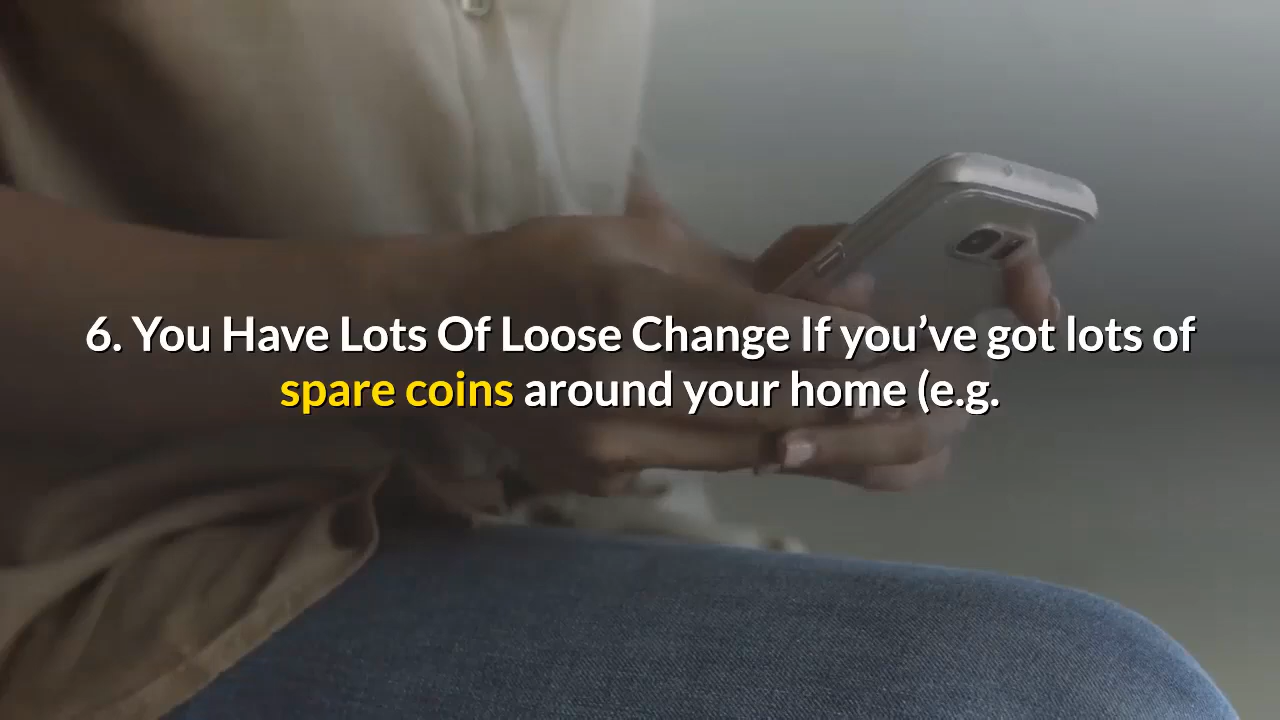 6. You Have Lots Of Loose Change If you’ve got lots of
spare coins around your home (e.g.